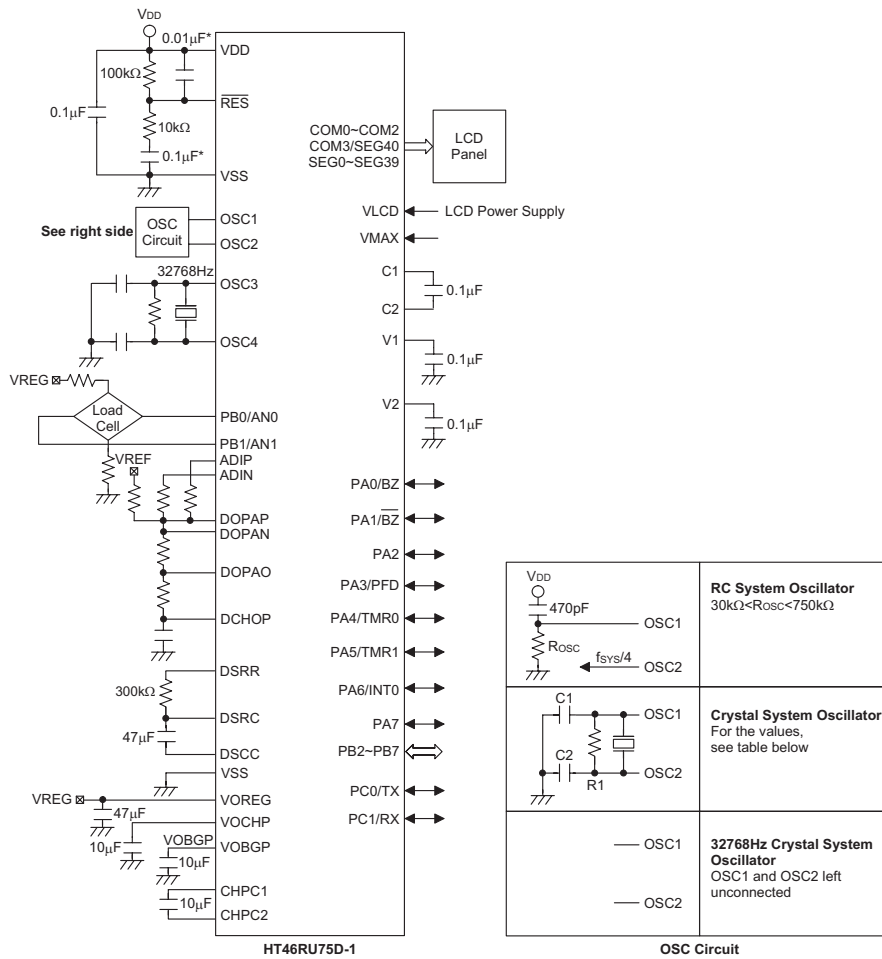 VDD
0.01µF*
VDD
100kΩ
RES
0.1µF
10kΩ
0.1µF*
VSS
COM0~COM2
COM3/SEG40
SEG0~SEG39
LCD
Panel
VLCD
LCD Power Supply
VMAX
See right side
OSC
Circuit
OSC1
OSC2
32768Hz
OSC3
OSC4
C1
0.1µF
C2
V1
0.1µF
V2
0.1µF
VREG
Load
Cell
PB0/AN0
PB1/AN1
VREF
ADIP
ADIN
DOPAP
DOPAN
DOPAO
DCHOP
PA0/BZ
PA1/BZ
PA2
PA3/PFD
PA4/TMR0
PA5/TMR1
PA6/INT0
PA7
PB2~PB7
PC0/TX
PC1/RX
DSRR
300kΩ
DSRC
47µF
DSCC
VSS
VREG
VOREG
47µF
VOCHP
10µF
VOBGP
VOBGP
10µF
CHPC1
10µF
CHPC2
HT46RU75D-1
VDD
470pF
OSC1
ROSC
fSYS/4
OSC2
RC System Oscillator
30kΩ<ROSC<750kΩ
C1
OSC1
C2
R1
OSC2
Crystal System Oscillator
For the values,
see table below
OSC1
OSC2
32768Hz Crystal System
Oscillator
OSC1 and OSC2 left
unconnected
OSC Circuit